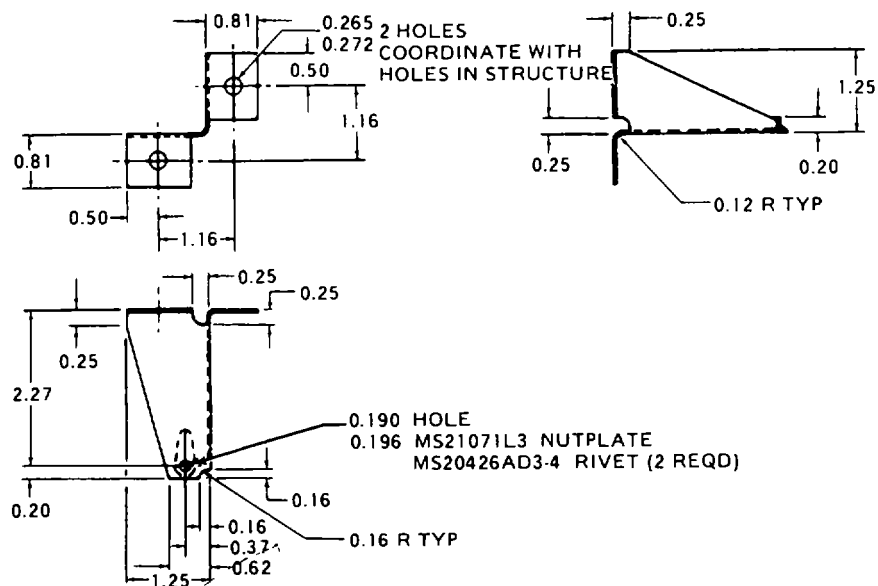 0.81
0.265
0.272
2 HOLES
COORDINATE WITH
HOLES IN STRUCTURE
0.50
1.16
0.81
0.50
1.16
0.25
1.25
0.25
0.20
0.12 R TYP
0.25
0.25
0.25
2.27
0.190 HOLE
0.196 MS21071L3 NUTPLATE
MS20426AD3-4 RIVET (2 REQD)
0.20
0.16
0.16
0.16 R TYP
0.37
0.62
1.25